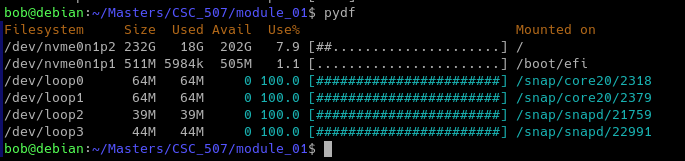 bob@debian:~/Masters/CSC_507/module_01$ pydf
Filesystem Size Used Avail Use% Mounted on
/dev/nvme0n1p2 232G 18G 202G 7.9 [##.....................] /
/dev/nvme0n1p1 511M 5984k 505M 1.1 [.......................] /boot/efi
/dev/loop0 64M 64M 0 100.0 [#######################] /snap/core20/2318
/dev/loop1 64M 64M 0 100.0 [#######################] /snap/core20/2379
/dev/loop2 39M 39M 0 100.0 [#######################] /snap/snapd/21759
/dev/loop3 44M 44M 0 100.0 [#######################] /snap/snapd/22991
bob@debian:~/Masters/CSC_507/module_01$